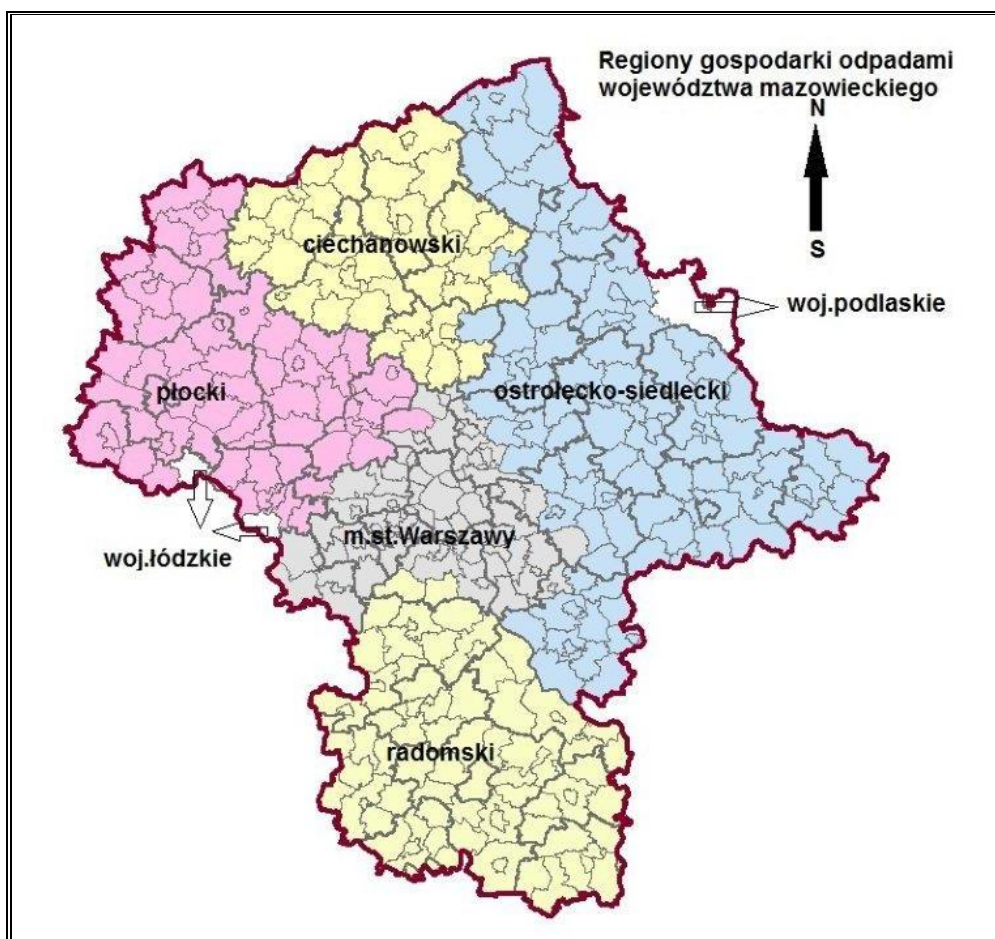 Regiony gospodarki odpadami
województwa mazowieckiego
N
S
ciechanowski
woj.podlaskie
płocki
ostrołęcko-siedlecki
m.st.Warszawy
woj.łódzkie
radomski